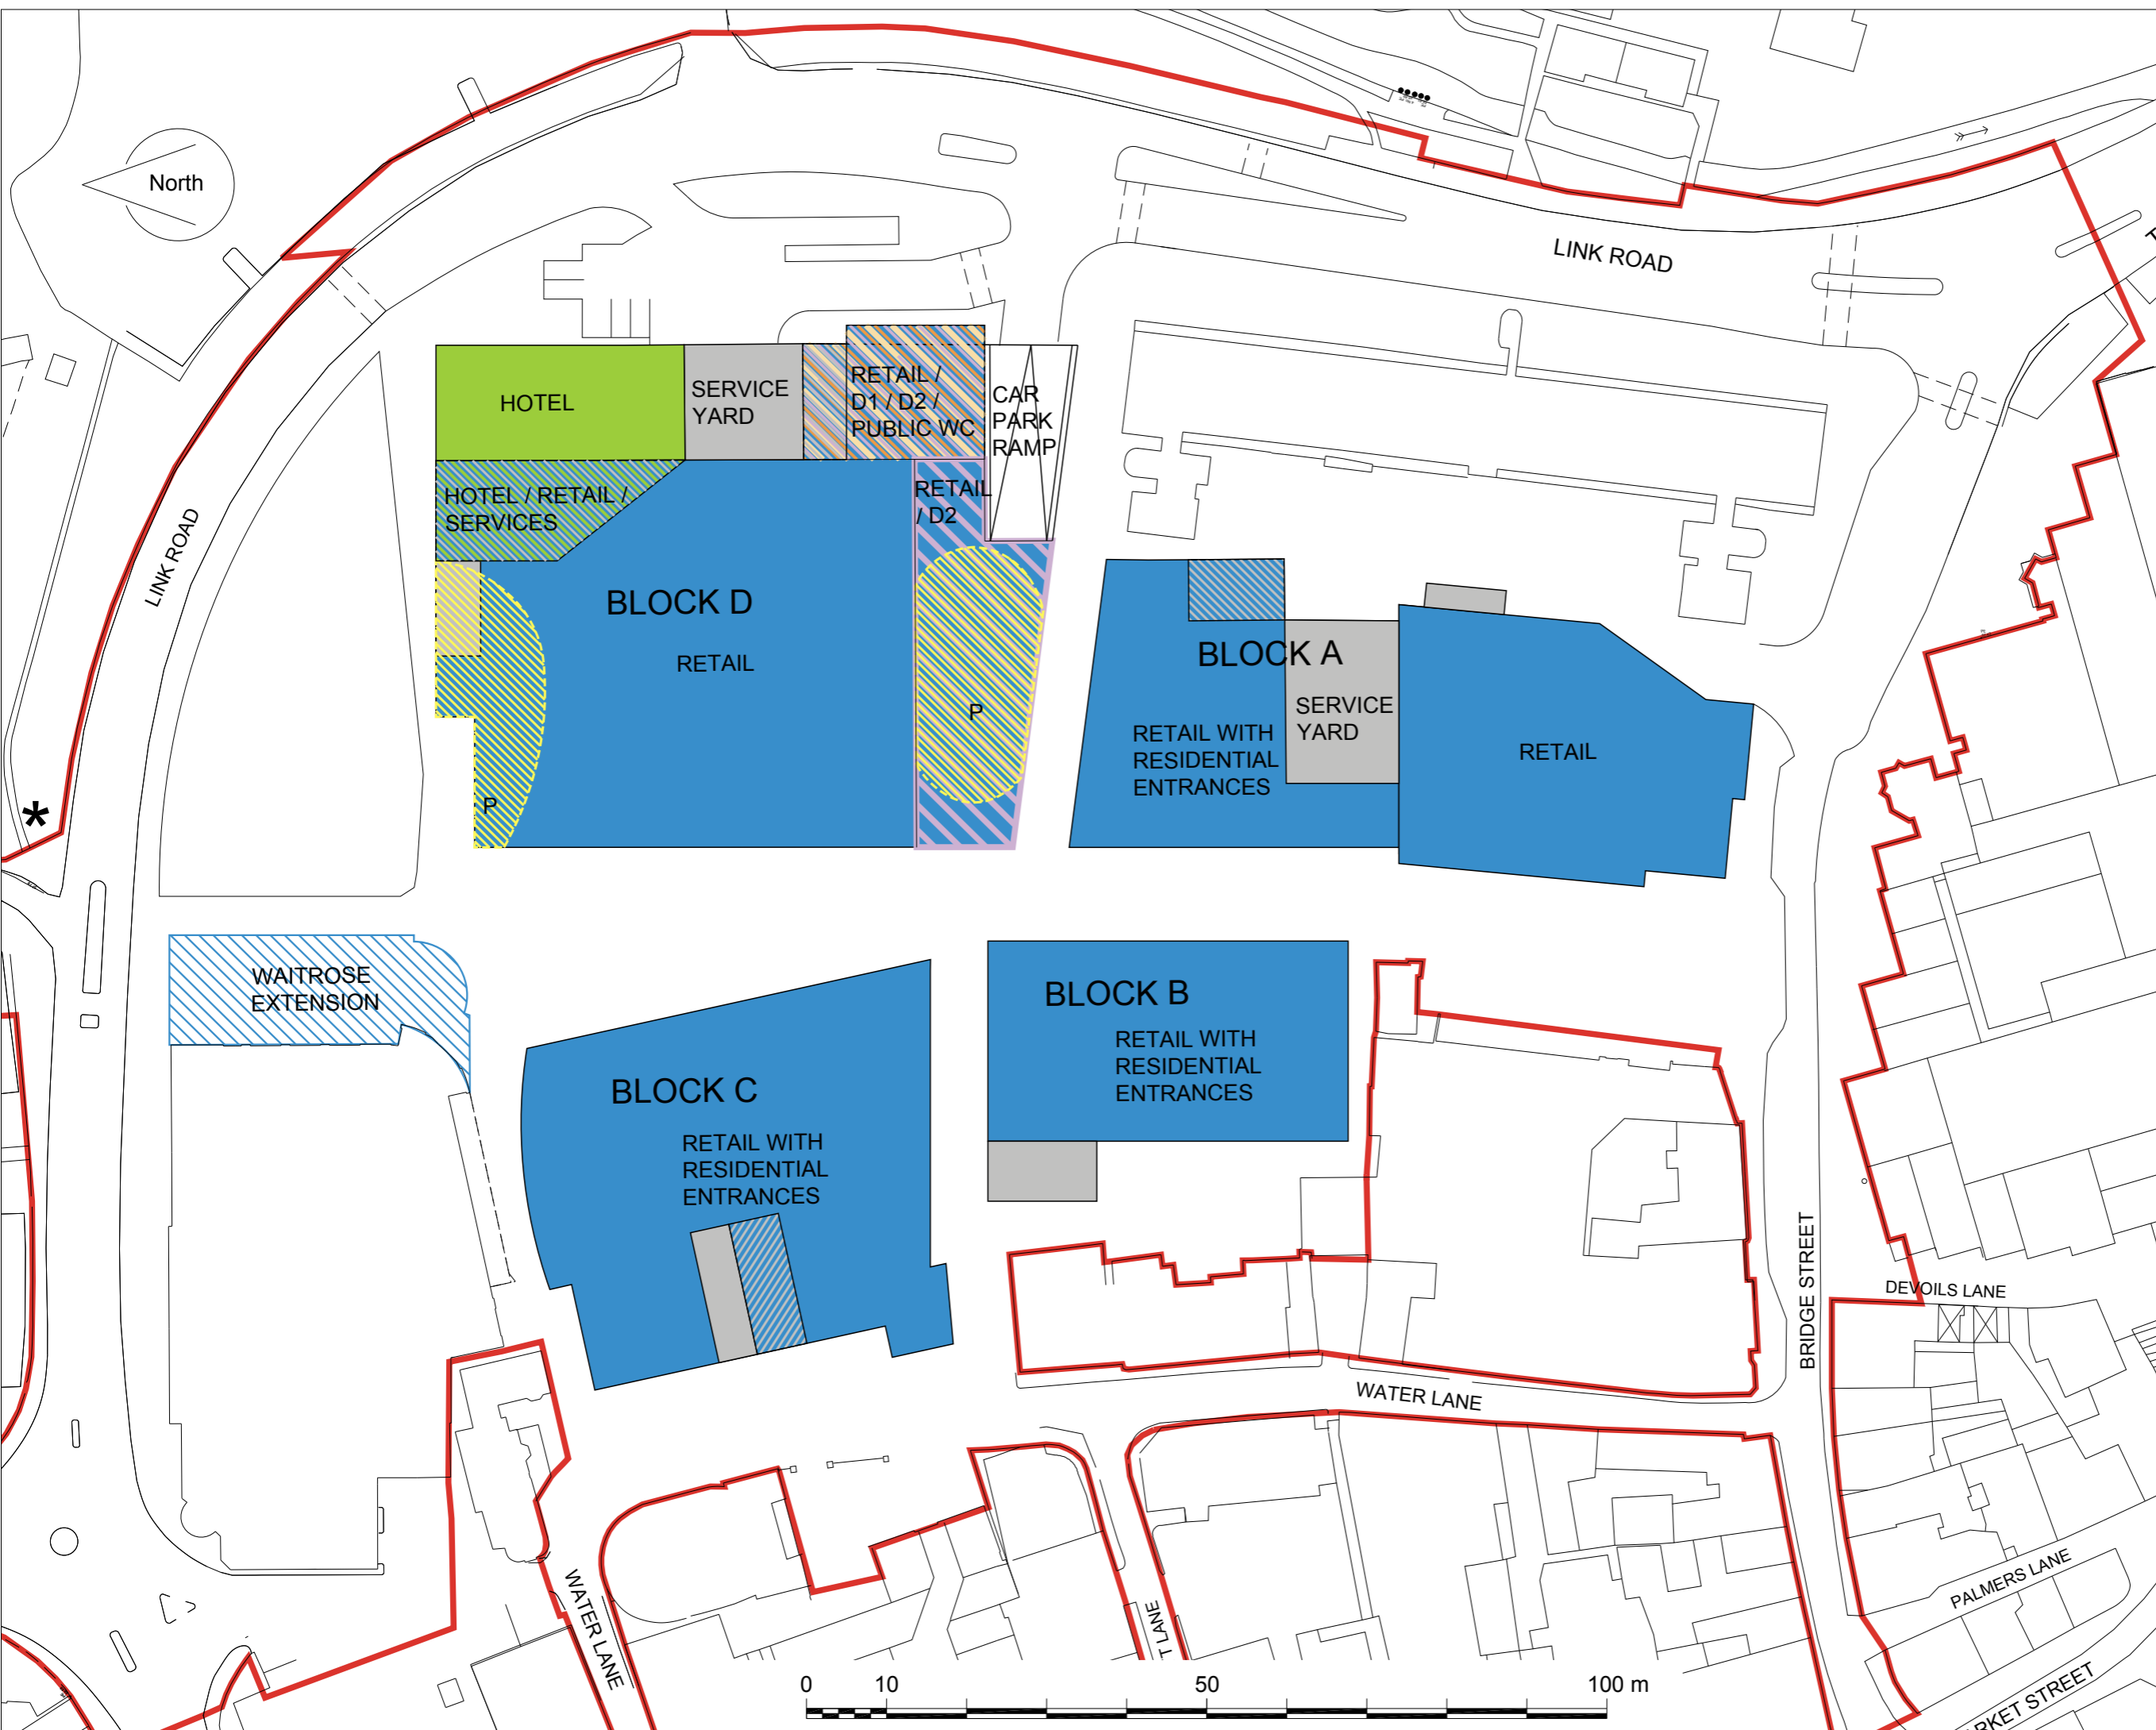 North
LINK ROAD
HOTEL
SERVICE
YARD
RETAIL /
D1 / D2 /
PUBLIC WC
CAR
PARK
RAMP
HOTEL / RETAIL /
SERVICES
RETAIL
/ D2
LINK ROAD
BLOCK D
RETAIL
P
P
BLOCK A
SERVICE
YARD
RETAIL WITH
RESIDENTIAL
ENTRANCES
RETAIL
*
WAITROSE
EXTENSION
BLOCK B
RETAIL WITH
RESIDENTIAL
ENTRANCES
BLOCK C
RETAIL WITH
RESIDENTIAL
ENTRANCES
BRIDGE STREET
DEVOILS LANE
WATER LANE
WATER LANE
T LANE
PALMERS LANE
RKET STREET
0 10 50 100 m